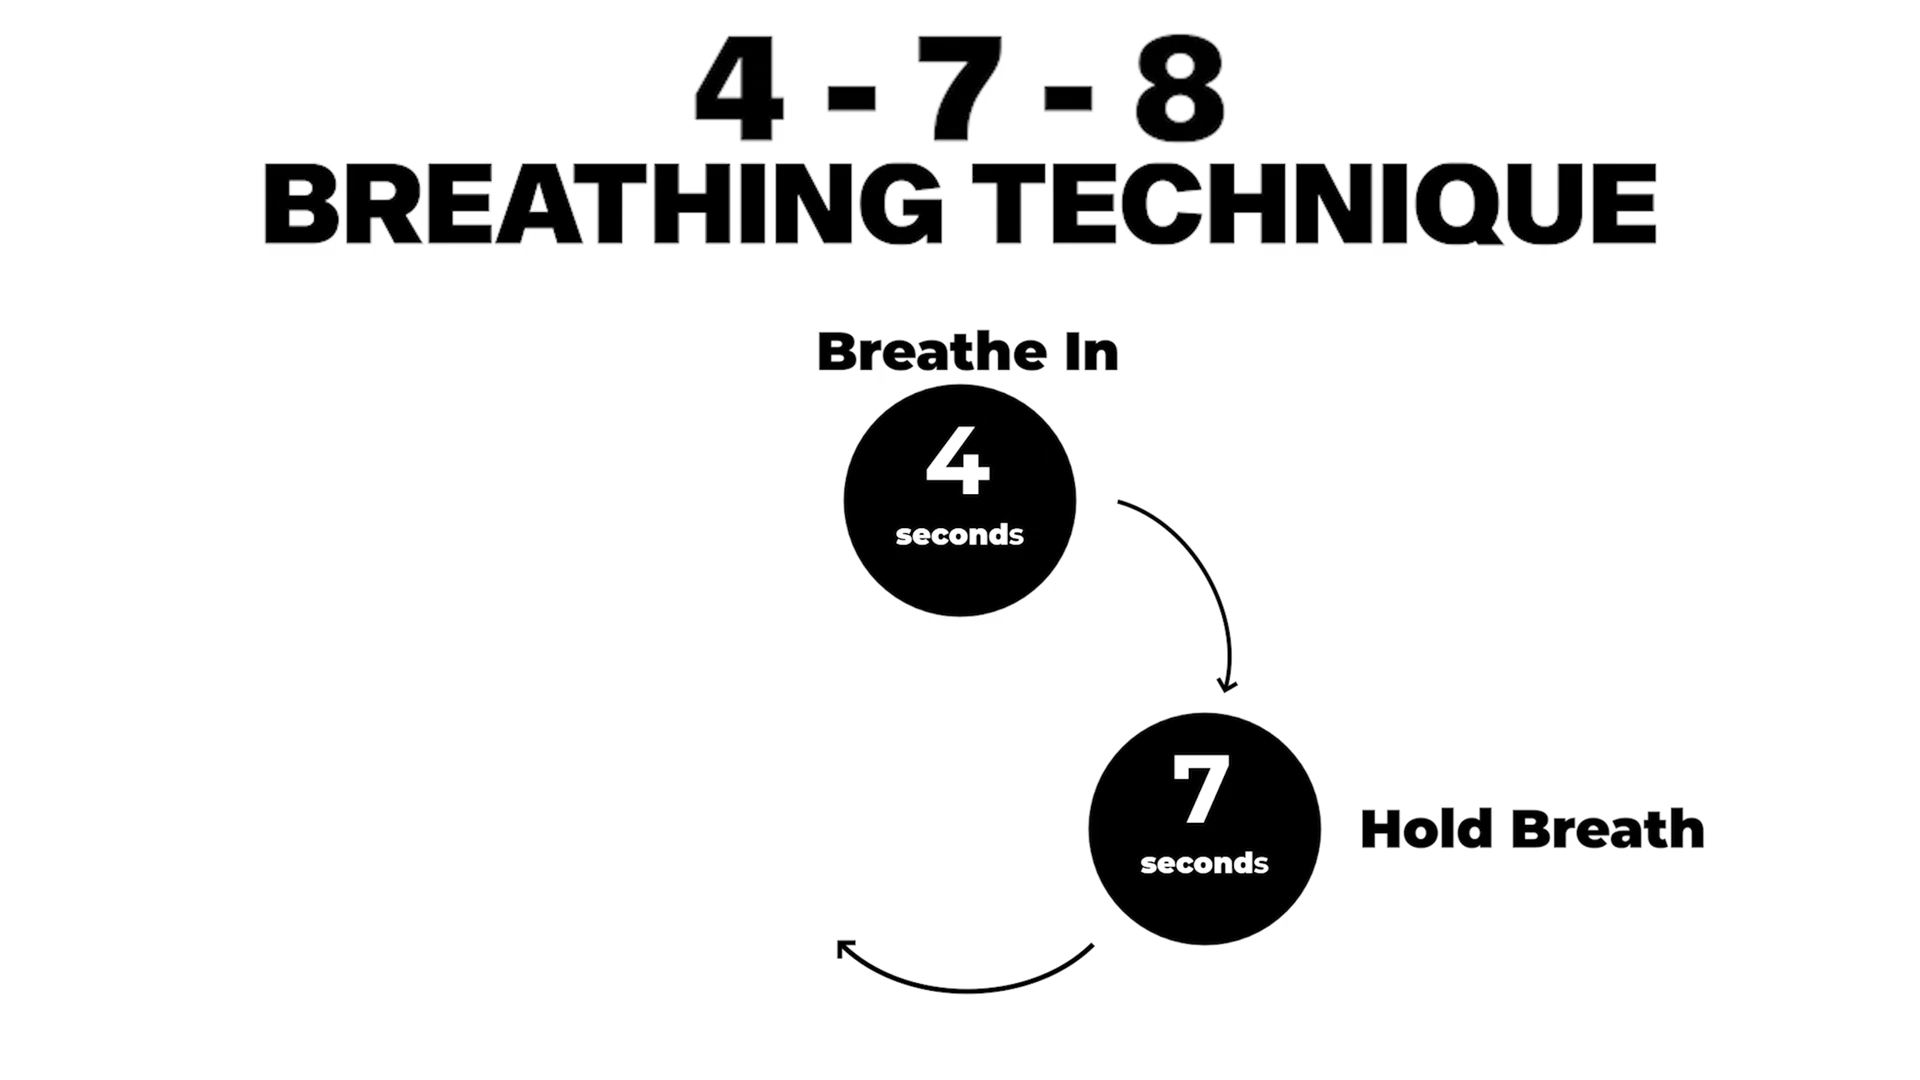 4 - 7 - 8
BREATHING TECHNIQUE
Breathe In
4
seconds
7
seconds
Hold Breath